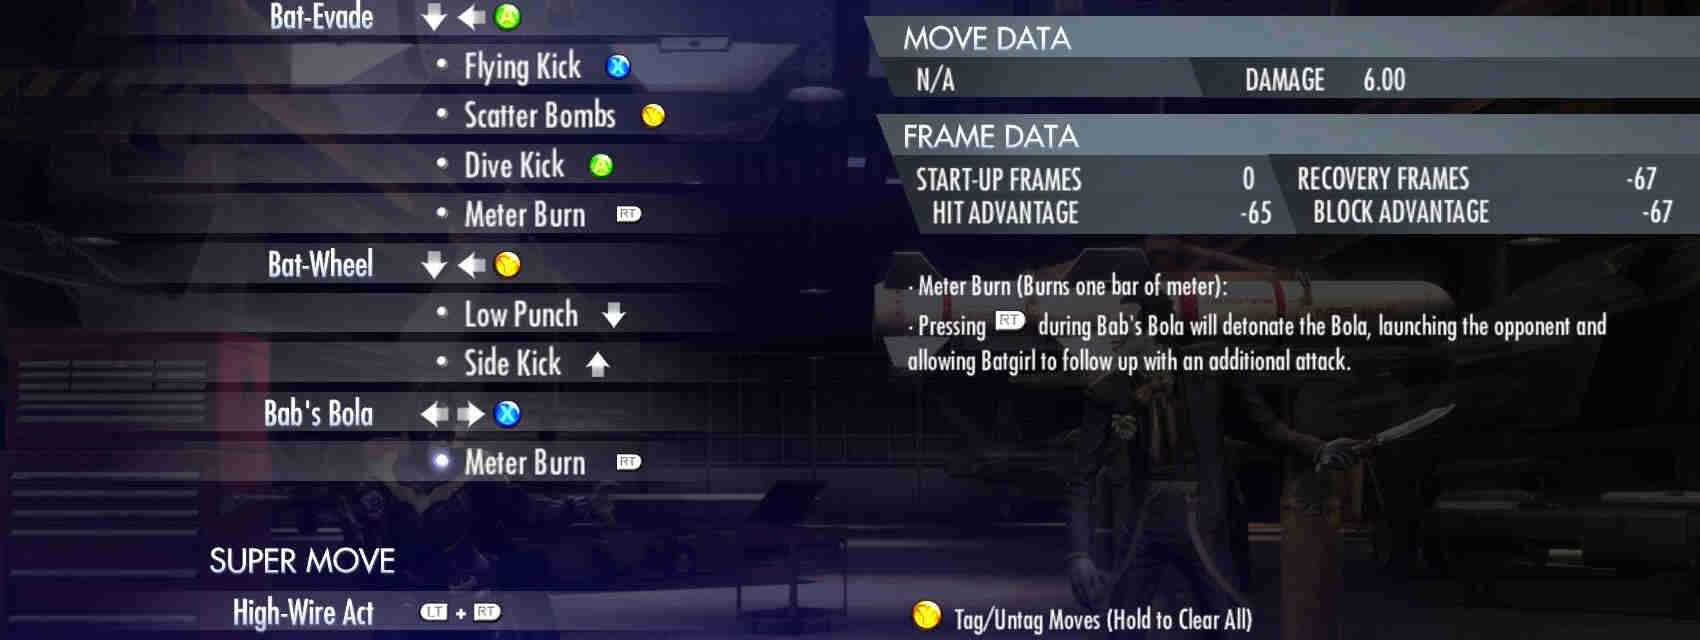 Bat-Evade A
Flying Kick X
Scatter Bombs Y
Dive Kick A
Meter Burn RT
Bat-Wheel Y
Low Punch
Side Kick
Bab's Bola X
Meter Burn RT
SUPER MOVE
High-Wire Act LT + RT
MOVE DATA
N/A DAMAGE 6.00
FRAME DATA
START-UP FRAMES 0 RECOVERY FRAMES -67
HIT ADVANTAGE -65 BLOCK ADVANTAGE -67
· Meter Burn (Burns one bar of meter):
· Pressing RT during Bab's Bola will detonate the Bola, launching the opponent and
allowing Batgirl to follow up with an additional attack.
Y Tag/Untag Moves (Hold to Clear All)